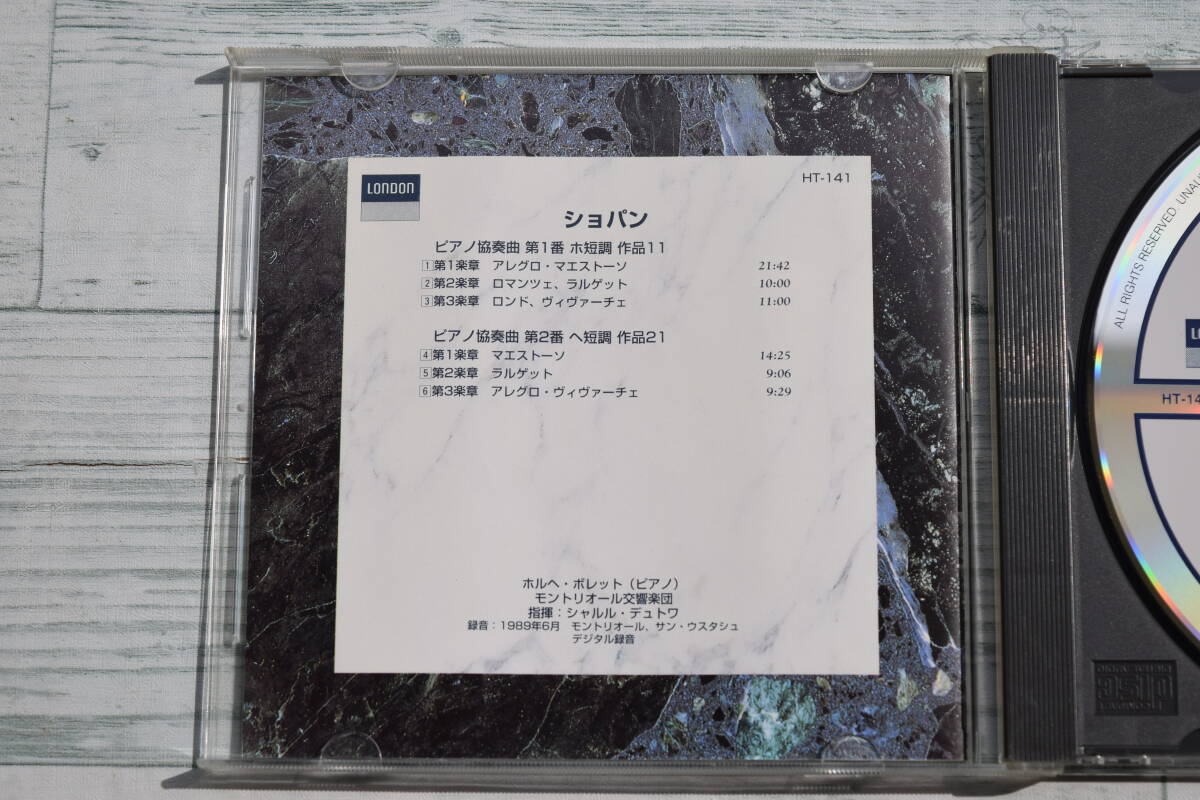 LONDON
HT-141
ショパン
ピアノ協奏曲 第1番 ホ短調 作品11
1 第1楽章 アレグロ・マエストーソ 21:42
2 第2楽章 ロマンツェ、ラルゲット 10:00
3 第3楽章 ロンド、ヴィヴァーチェ 11:00
ピアノ協奏曲 第2番 ヘ短調 作品21
4 第1楽章 マエストーソ 14:25
5 第2楽章 ラルゲット 9:06
6 第3楽章 アレグロ・ヴィヴァーチェ 9:29
ホルヘ・ボレット（ピアノ）
モントリオール交響楽団
指揮：シャルル・デュトワ
録音：1989年6月 モントリオール、サン・ウスタシュ
デジタル録音
ALL RIGHTS RESERVED UNAU
LO
HT-14